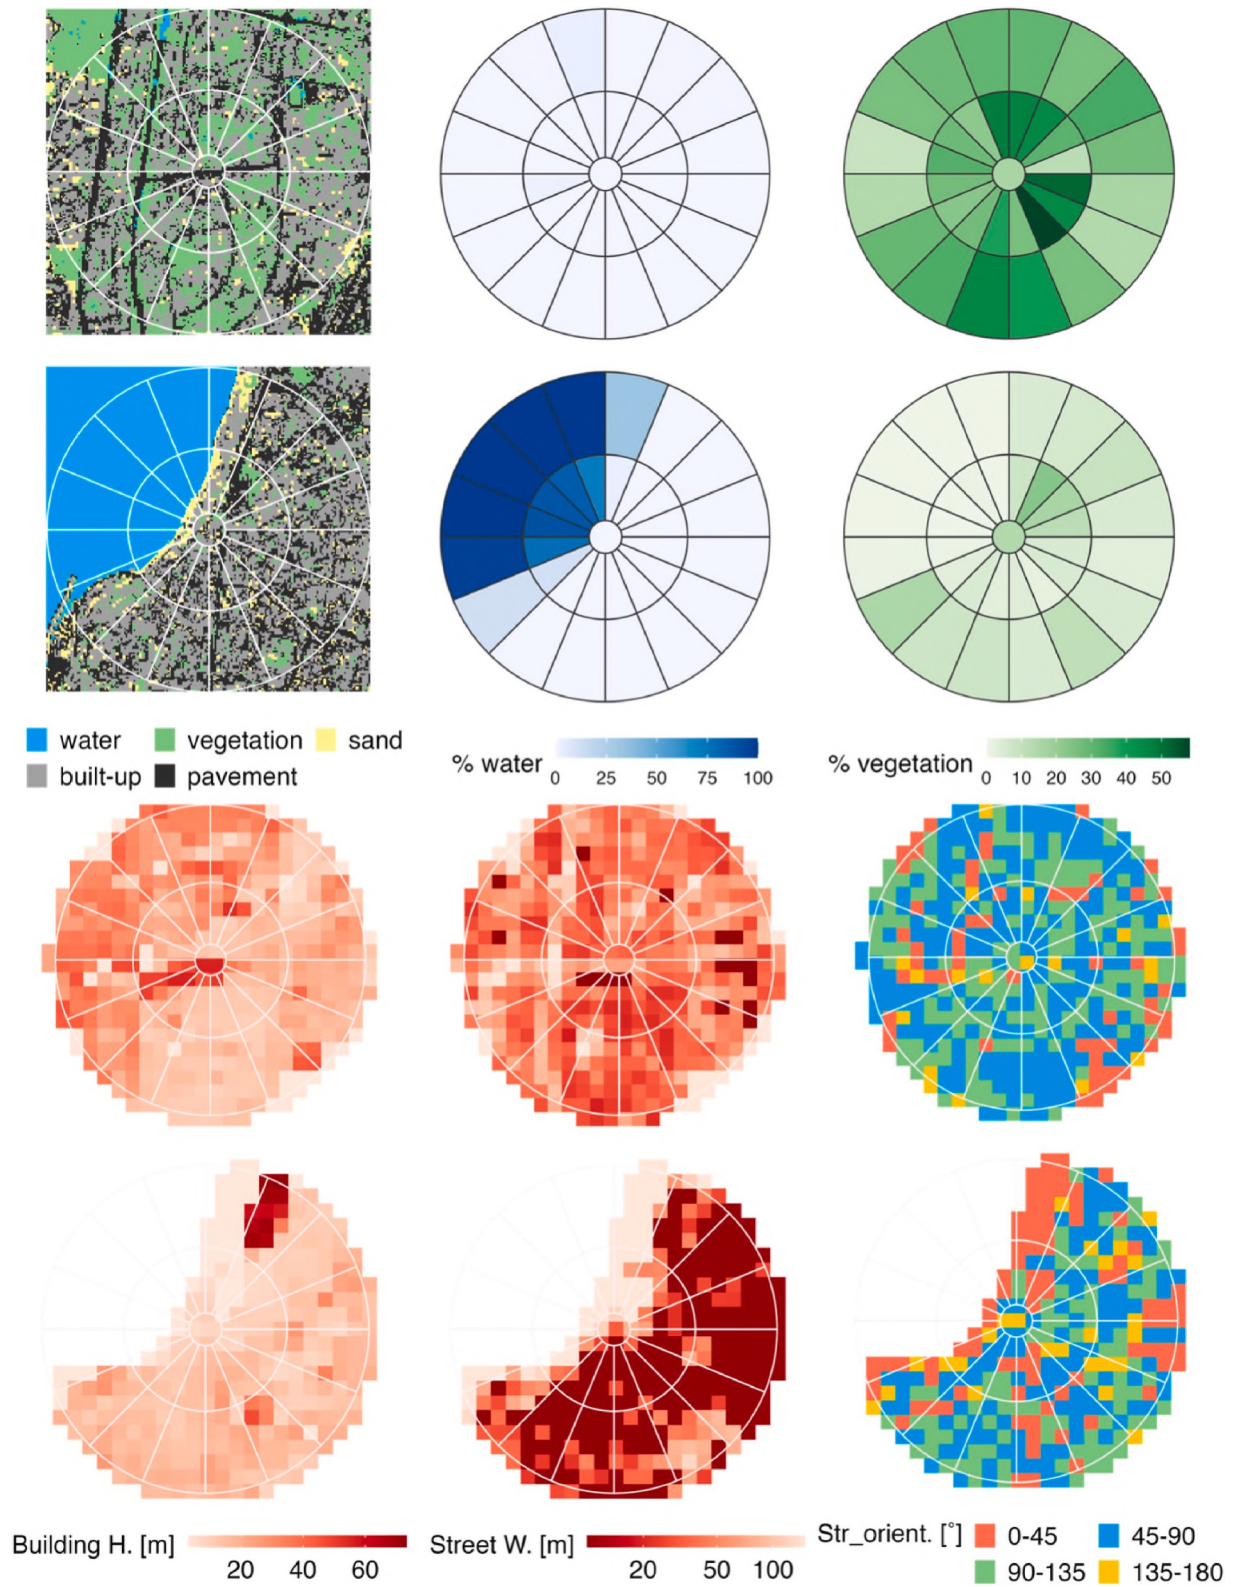 water vegetation sand
built-up pavement
% water
0 25 50 75 100
% vegetation
0 10 20 30 40 50
Building H. [m]
20 40 60
Street W. [m]
20 50 100
Str_orient. [°]
0-45 45-90
90-135 135-180